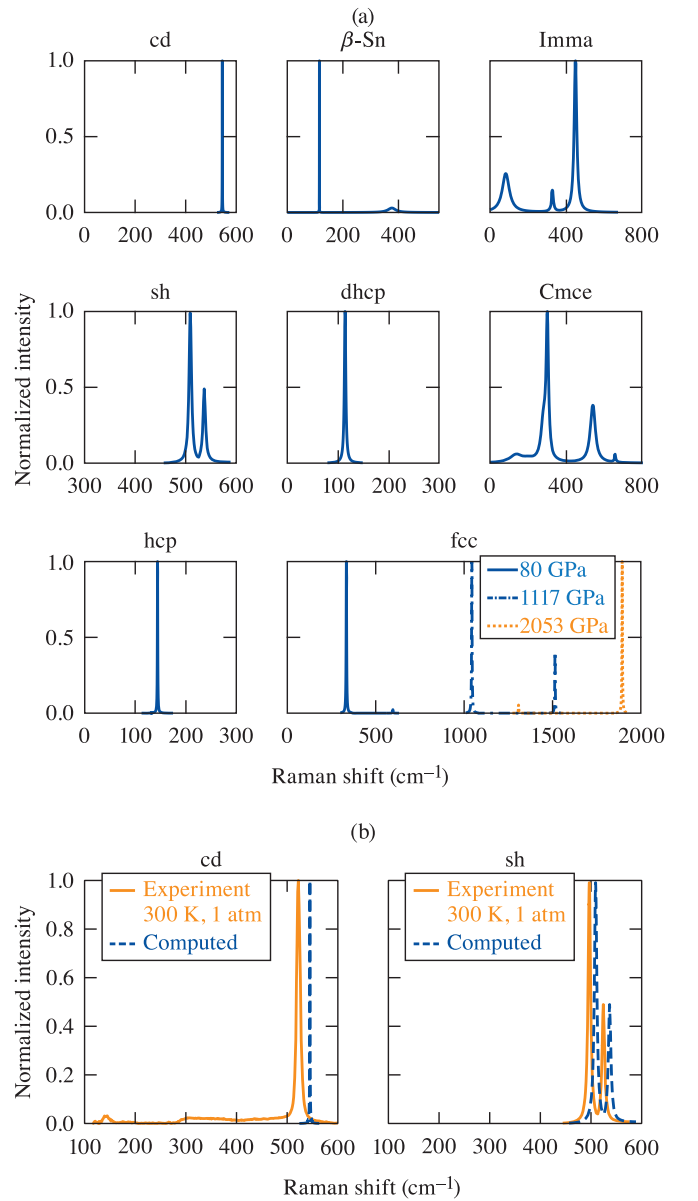 (a)
cd
β-Sn
Imma
1.0
0.5
0.0
0 200 400 600
0 200 400
0 400 800
sh
dhcp
Cmce
1.0
0.5
0.0
300 400 500 600
0 100 200 300
0 400 800
hcp
fcc
1.0
0.5
0.0
80 GPa
1117 GPa
2053 GPa
0 100 200 300
0 500 1000 1500 2000
Normalized intensity
Raman shift (cm⁻¹)
(b)
cd
sh
1.0
0.8
0.6
0.4
0.2
0.0
Experiment
300 K, 1 atm
Computed
Experiment
300 K, 1 atm
Computed
100 200 300 400 500 600
100 200 300 400 500 600
Normalized intensity
Raman shift (cm⁻¹)
Raman shift (cm⁻¹)